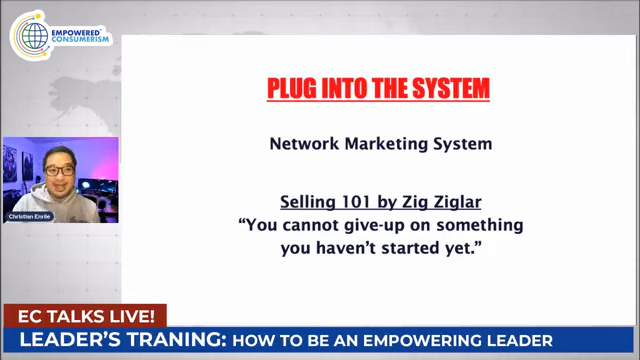 EMPOWERED
CONSUMERISM
PLUG INTO THE SYSTEM
Network Marketing System
Selling 101 by Zig Ziglar
“You cannot give-up on something
you haven’t started yet.”
Christian Enrile
EC TALKS LIVE!
LEADER’S TRANING: HOW TO BE AN EMPOWERING LEADER